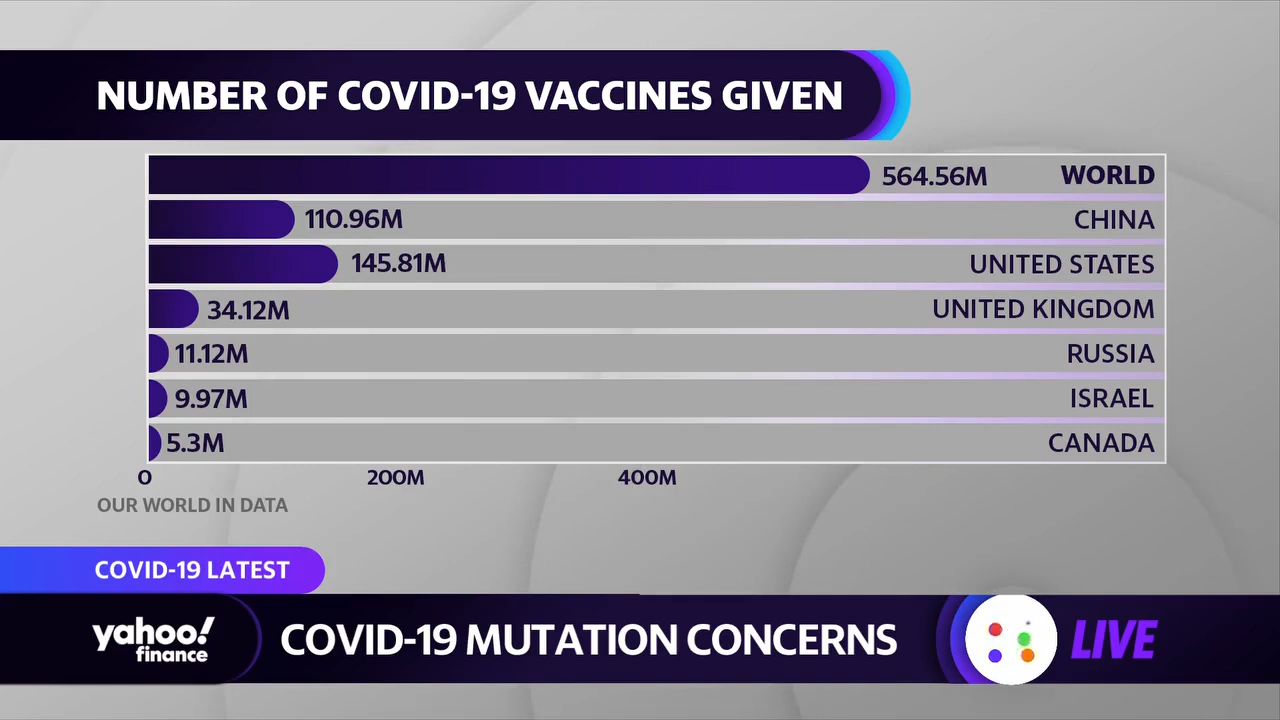 NUMBER OF COVID-19 VACCINES GIVEN
564.56M WORLD
110.96M CHINA
145.81M UNITED STATES
34.12M UNITED KINGDOM
11.12M RUSSIA
9.97M ISRAEL
5.3M CANADA
0 200M 400M
OUR WORLD IN DATA
COVID-19 LATEST
yahoo!
finance
COVID-19 MUTATION CONCERNS
LIVE